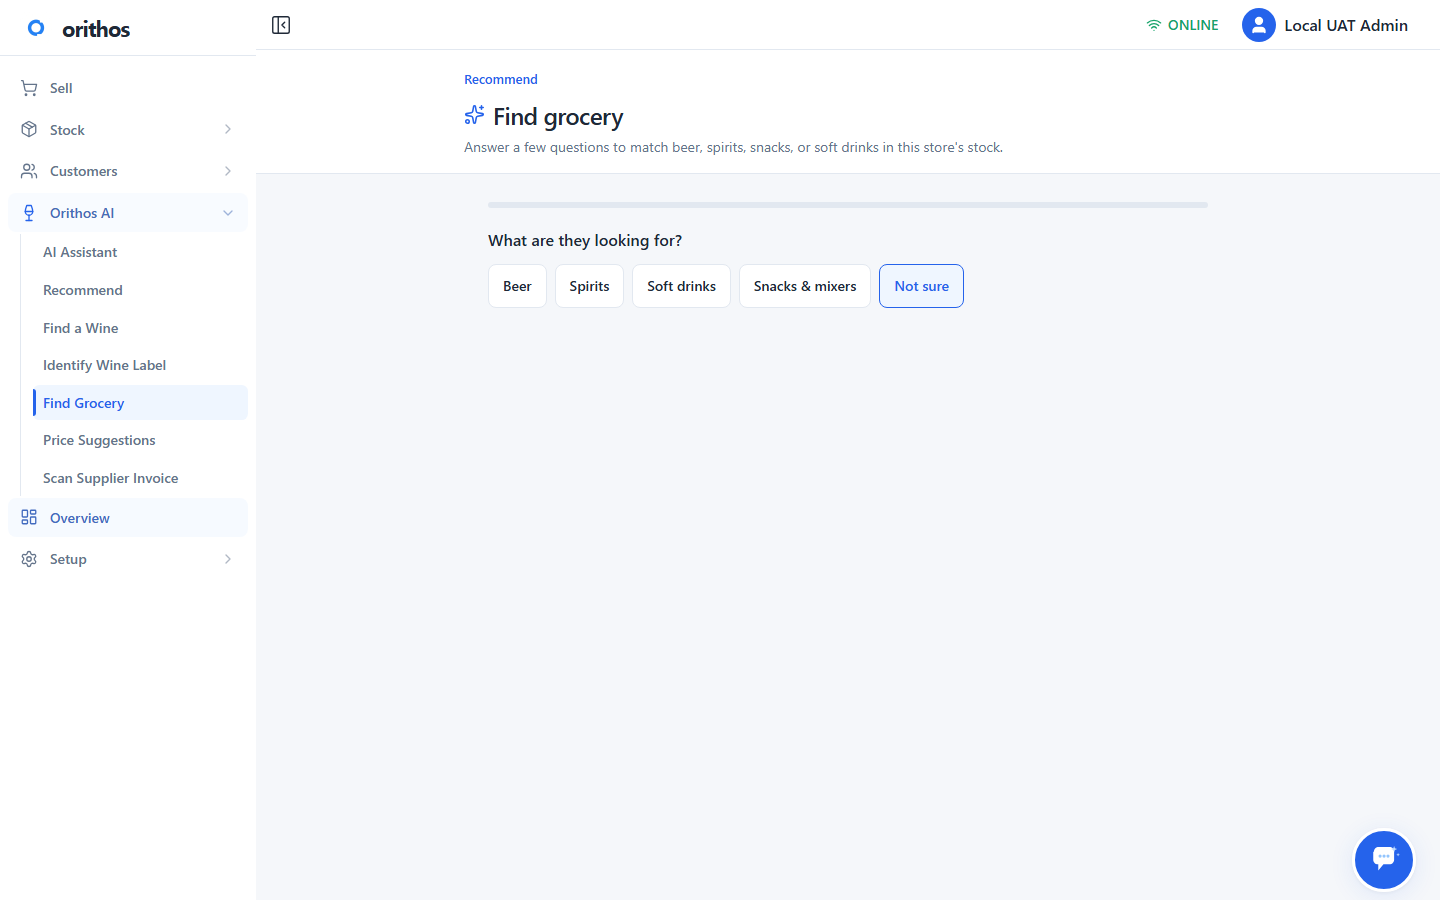 orithos
ONLINE
Local UAT Admin
Sell
Stock
Customers
Orithos AI
AI Assistant
Recommend
Find a Wine
Identify Wine Label
Find Grocery
Price Suggestions
Scan Supplier Invoice
Overview
Setup
Recommend
Find grocery
Answer a few questions to match beer, spirits, snacks, or soft drinks in this store's stock.
What are they looking for?
Beer
Spirits
Soft drinks
Snacks & mixers
Not sure